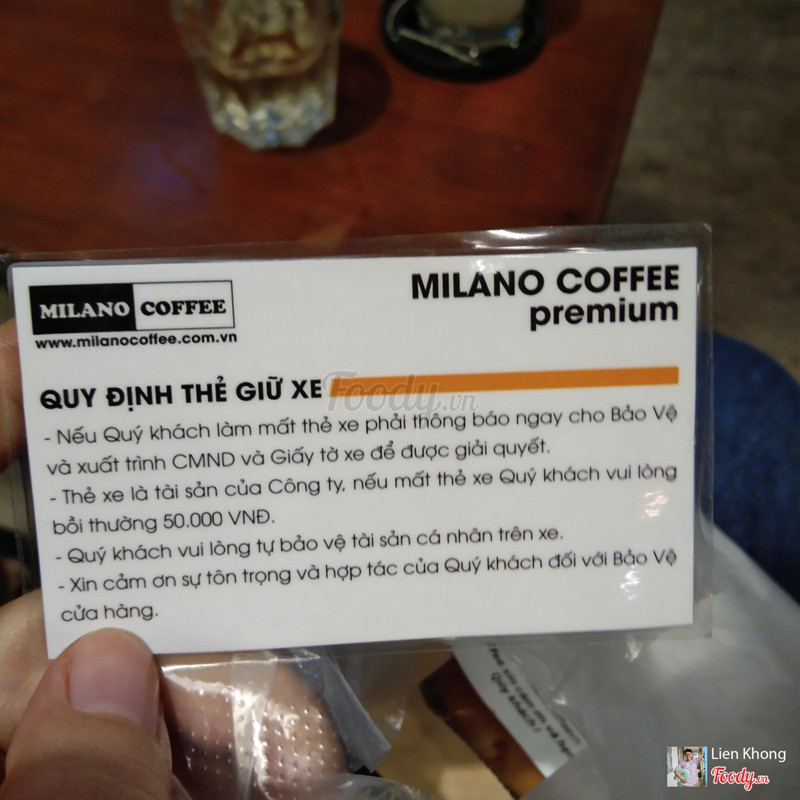 MILANO COFFEE
www.milanocoffee.com.vn
MILANO COFFEE
premium
QUY ĐỊNH THẺ GIỮ XE
Foody.vn
- Nếu Quý khách làm mất thẻ xe phải thông báo ngay cho Bảo Vệ
và xuất trình CMND và Giấy tờ xe để được giải quyết.
- Thẻ xe là tài sản của Công ty, nếu mất thẻ xe Quý khách vui lòng
bồi thường 50.000 VNĐ.
- Quý khách vui lòng tự bảo vệ tài sản cá nhân trên xe.
- Xin cảm ơn sự tôn trọng và hợp tác của Quý khách đối với Bảo Vệ
cửa hàng.
Quý khách !
Lien Khong
Foody.vn